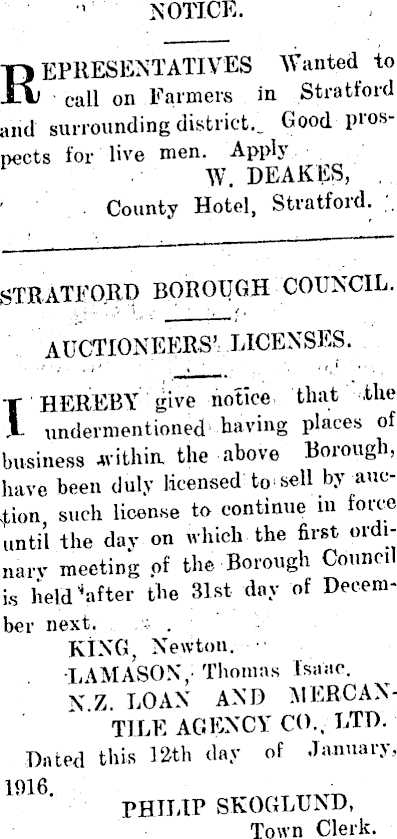 NOTICE.
REPRESENTATIVES Wanted to
call on Farmers in Stratford
and surrounding district. Good pros-
pects for live men. Apply
W. DEAKES,
County Hotel, Stratford.
STRATFORD BOROUGH COUNCIL.
AUCTIONEERS' LICENSES.
I HEREBY give notice that the
undermentioned having places of
business within the above Borough,
have been duly licensed to sell by auc-
tion, such license to continue in force
until the day on which the first ordi-
nary meeting of the Borough Council
is held after the 31st day of Decem-
ber next.
KING, Newton.
LAMASON, Thomas Isaac.
N.Z. LOAN AND MERCAN-
TILE AGENCY CO., LTD.
Dated this 12th day of January,
1916.
PHILIP SKOGLUND,
Town Clerk.